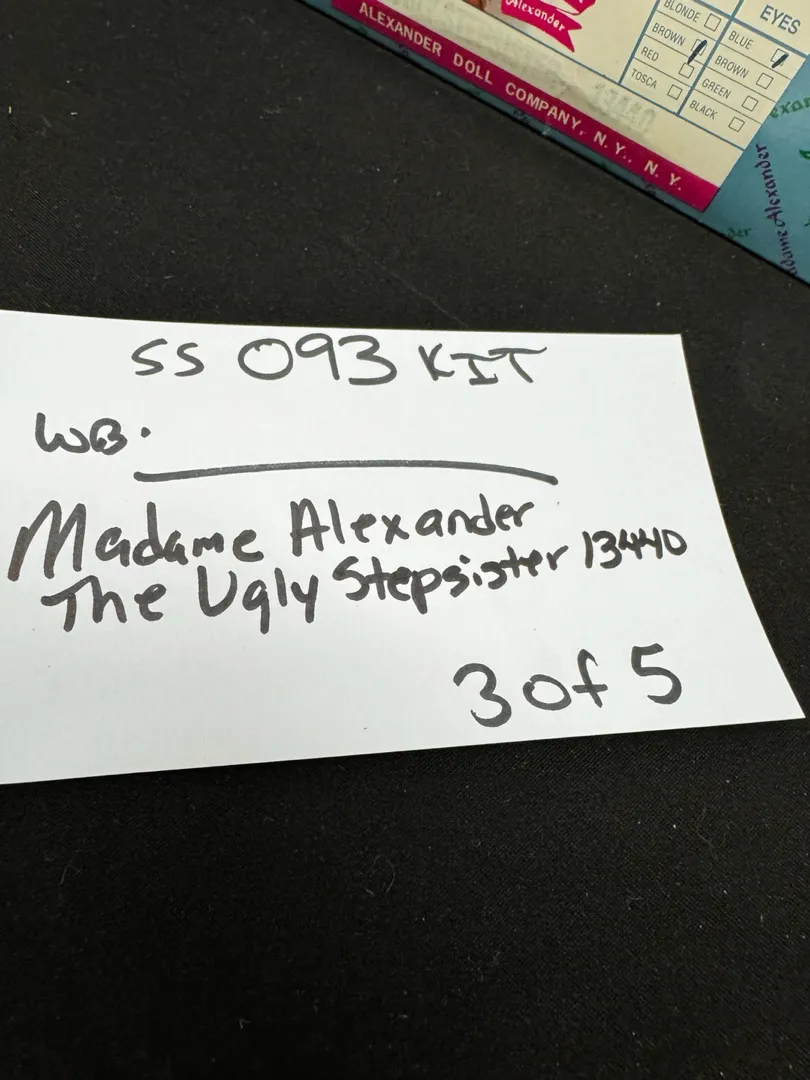 Alexander
ALEXANDER DOLL COMPANY, N.Y., N.Y.
BLONDE
BROWN
RED
TOSCA
EYES
BLUE
BROWN
GREEN
BLACK
Madame Alexander
SS 093 KIT
WB.
Madame Alexander
The Ugly Stepsister 13440
3 of 5